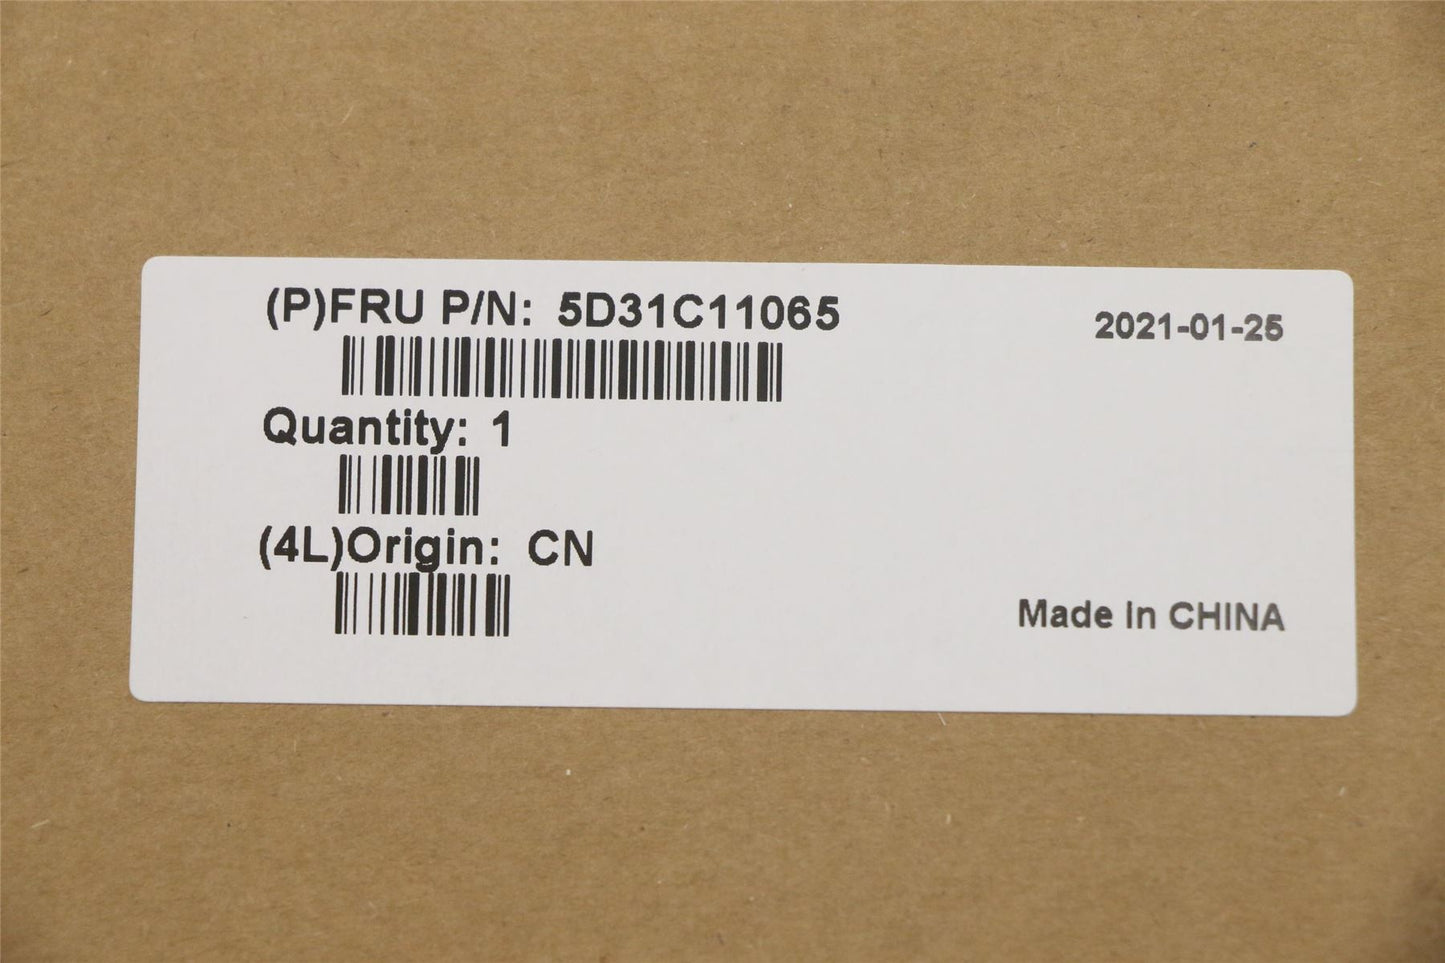 (P)FRU P/N: 5D31C11065
2021-01-25
Quantity: 1
(4L)Origin: CN
Made in CHINA